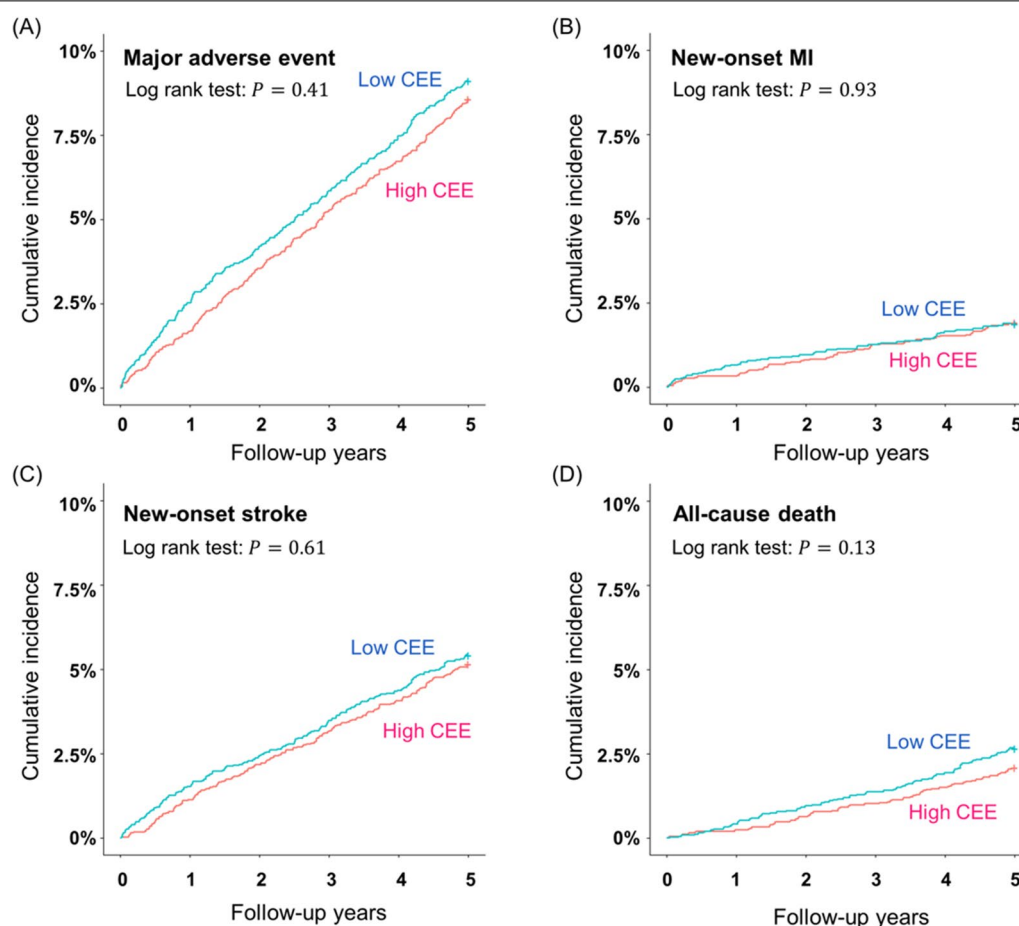 (A)
Major adverse event
Log rank test: P = 0.41
Low CEE
High CEE
Cumulative incidence
10%
7.5%
5%
2.5%
0%
0 1 2 3 4 5
Follow-up years
(B)
New-onset MI
Log rank test: P = 0.93
Low CEE
High CEE
Cumulative incidence
10%
7.5%
5%
2.5%
0%
0 1 2 3 4 5
Follow-up years
(C)
New-onset stroke
Log rank test: P = 0.61
Low CEE
High CEE
Cumulative incidence
10%
7.5%
5%
2.5%
0%
0 1 2 3 4 5
Follow-up years
(D)
All-cause death
Log rank test: P = 0.13
Low CEE
High CEE
Cumulative incidence
10%
7.5%
5%
2.5%
0%
0 1 2 3 4 5
Follow-up years